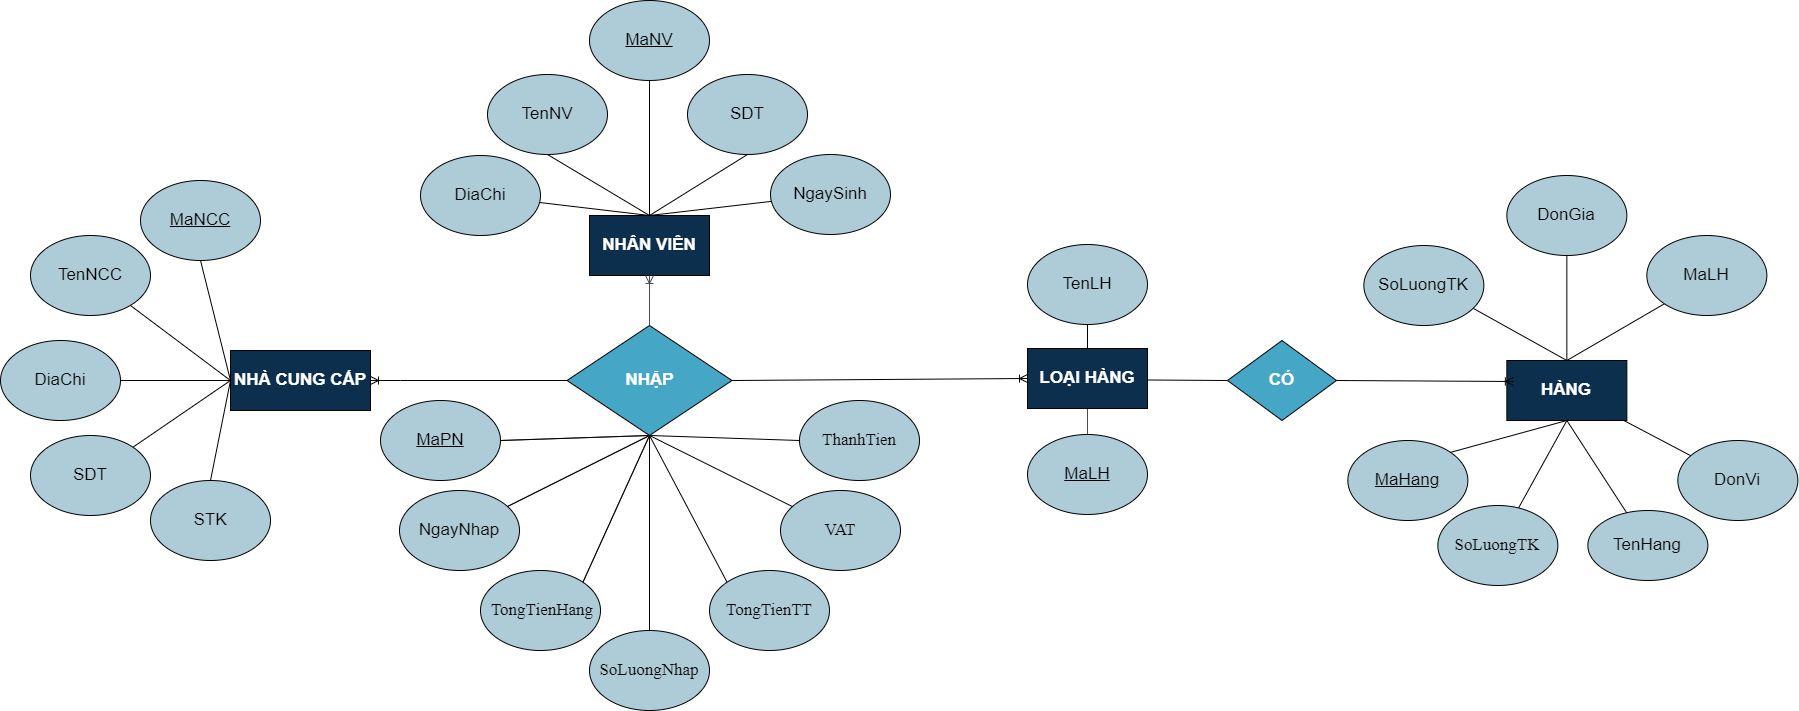 MaNV
TenNV
SDT
DiaChi
NgaySinh
NHÂN VIÊN
MaNCC
TenNCC
DiaChi
SDT
STK
NHÀ CUNG CẤP
NHẬP
MaPN
ThanhTien
NgayNhap
VAT
TongTienHang
TongTienTT
SoLuongNhap
TenLH
LOẠI HÀNG
MaLH
CÓ
DonGia
SoLuongTK
MaLH
HÀNG
MaHang
DonVi
SoLuongTK
TenHang